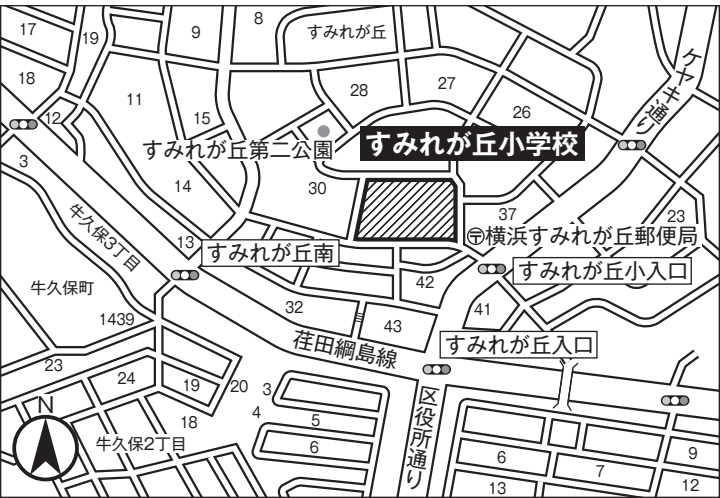 17
19
9
8
すみれが丘
ケヤキ通り
18
11
28
27
26
12
15
すみれが丘第二公園
すみれが丘小学校
3
14
30
37
23
〶横浜すみれが丘郵便局
牛久保3丁目
13
すみれが丘南
すみれが丘小入口
42
牛久保町
1439
32
43
41
荏田綱島線
すみれが丘入口
23
24
19
20
3
区役所通り
N
18
4
5
牛久保2丁目
6
6
7
9
13
12